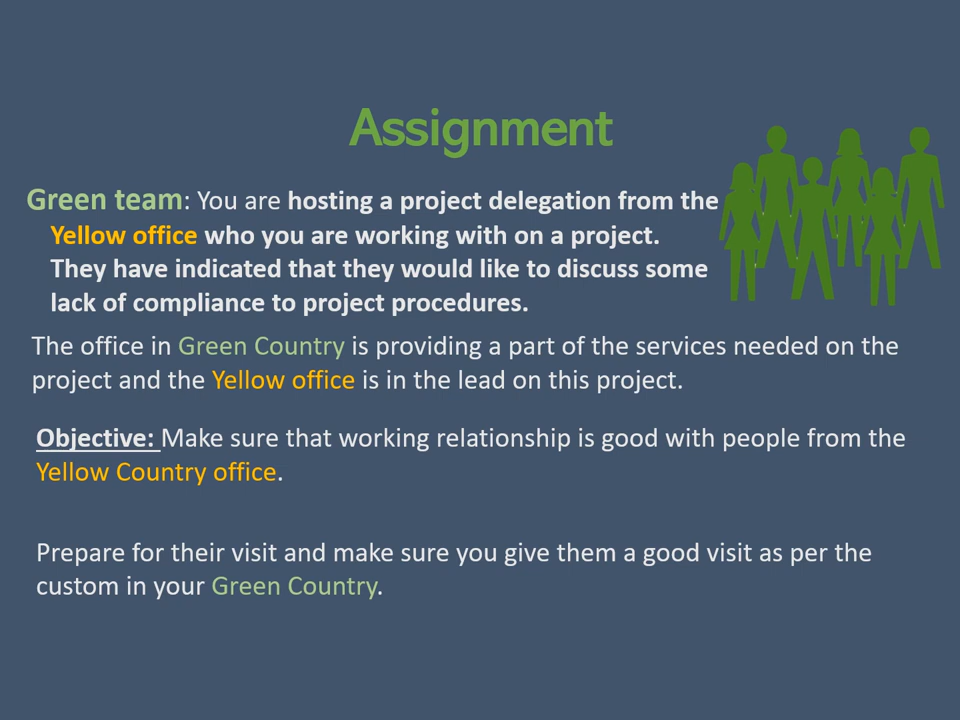 Assignment
Green team: You are hosting a project delegation from the
Yellow office who you are working with on a project.
They have indicated that they would like to discuss some
lack of compliance to project procedures.
The office in Green Country is providing a part of the services needed on the
project and the Yellow office is in the lead on this project.
Objective: Make sure that working relationship is good with people from the
Yellow Country office.
Prepare for their visit and make sure you give them a good visit as per the
custom in your Green Country.